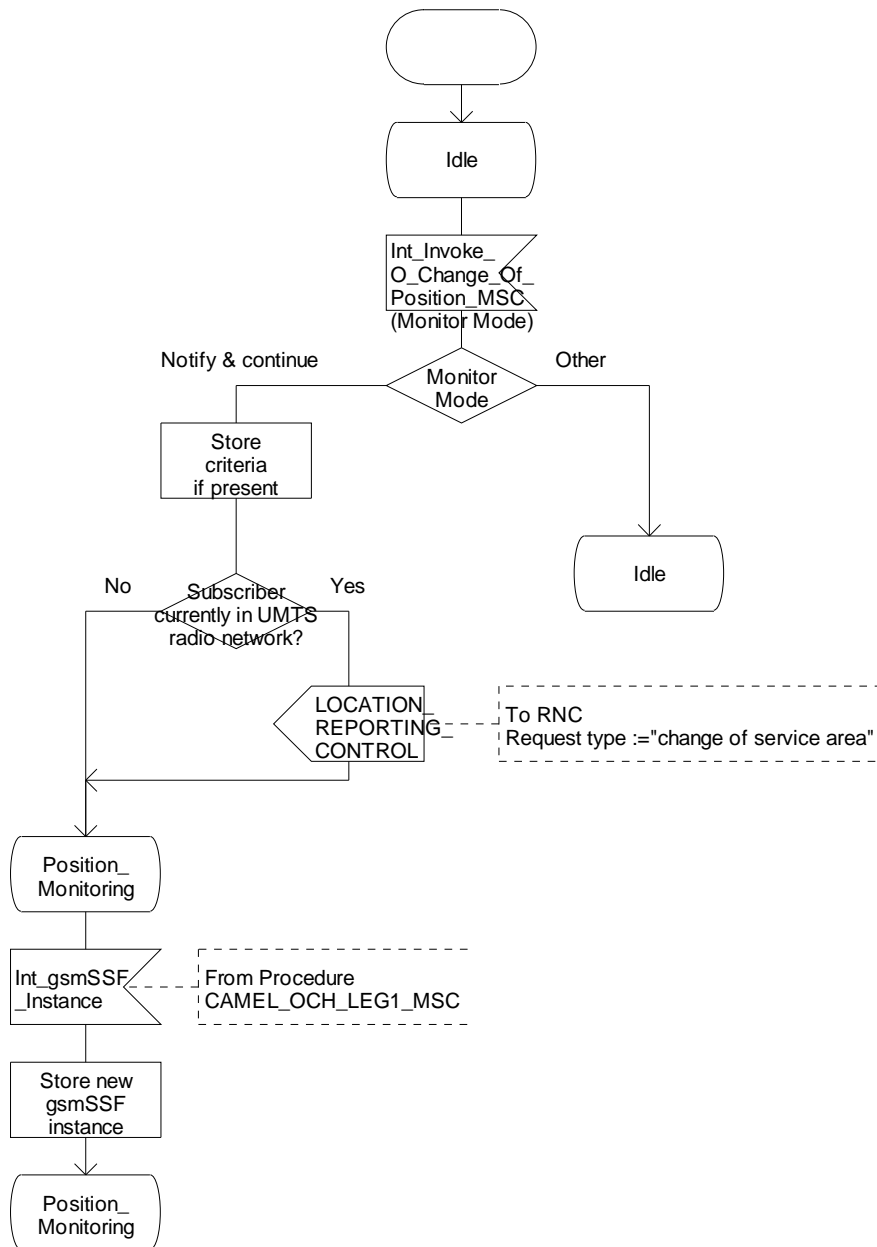 Idle
Int_Invoke_
O_Change_Of_
Position_MSC
(Monitor Mode)
Notify & continue
Monitor
Mode
Other
Store
criteria
if present
Idle
No
Subscriber
currently in UMTS
radio network?
Yes
LOCATION_
REPORTING_
CONTROL
To RNC
Request type :="change of service area"
Position_
Monitoring
Int_gsmSSF
_Instance
From Procedure
CAMEL_OCH_LEG1_MSC
Store new
gsmSSF
instance
Position_
Monitoring